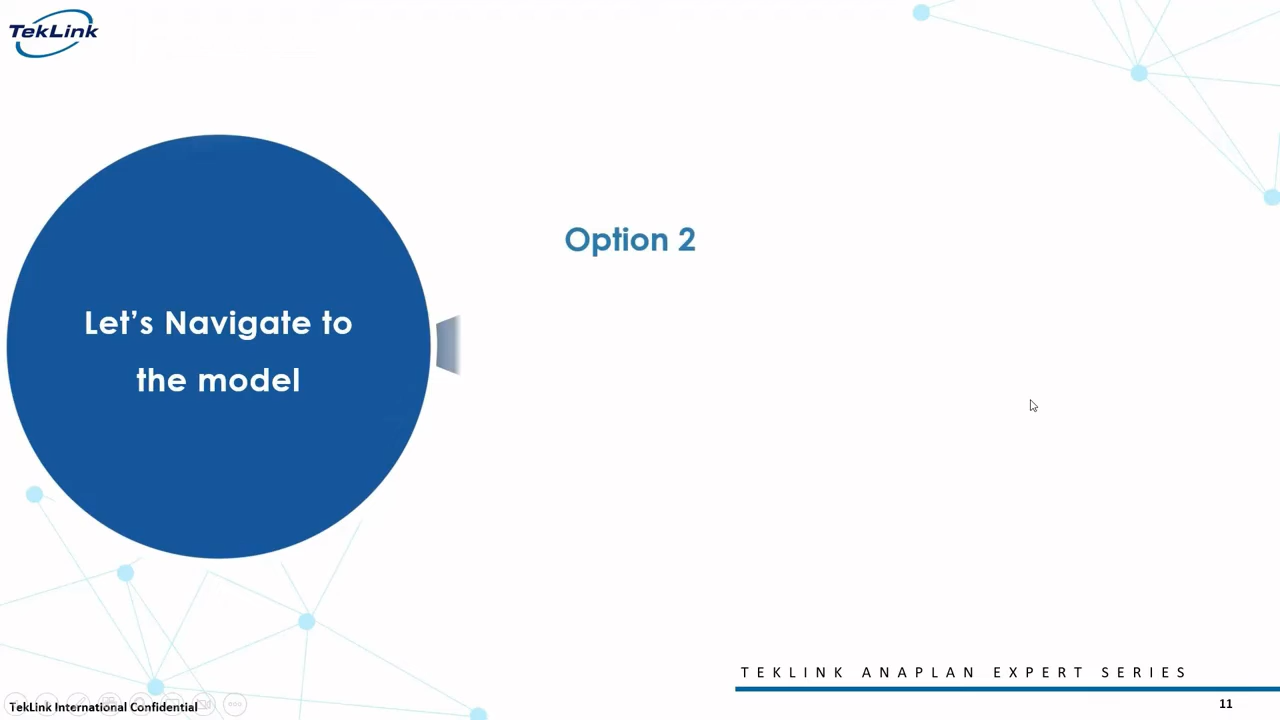 TekLink
Let's Navigate to
the model
Option 2
TEKLINK ANAPLAN EXPERT SERIES
TekLink International Confidential
11